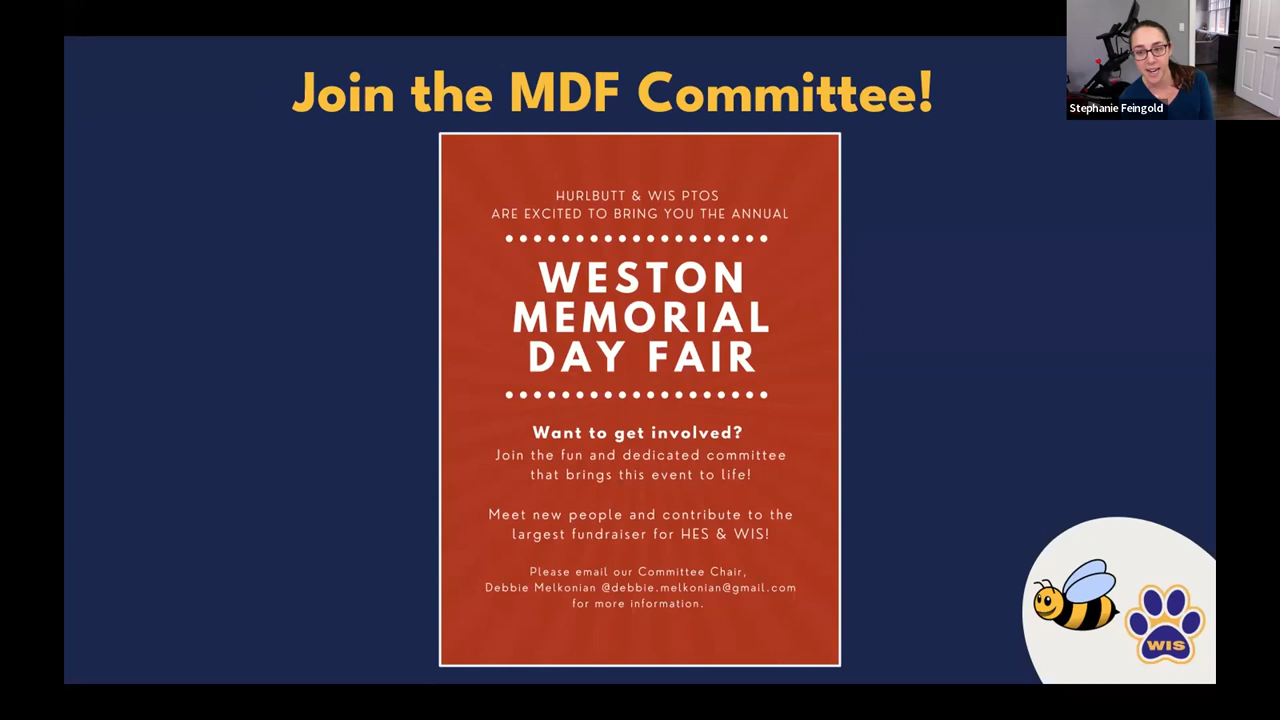 Join the MDF Committee!
Stephanie Feingold
HURLBUTT & WIS PTOS
ARE EXCITED TO BRING YOU THE ANNUAL
WESTON
MEMORIAL
DAY FAIR
Want to get involved?
Join the fun and dedicated committee
that brings this event to life!
Meet new people and contribute to the
largest fundraiser for HES & WIS!
Please email our Committee Chair,
Debbie Melkonian @debbie.melkonian@gmail.com
for more information.
WIS